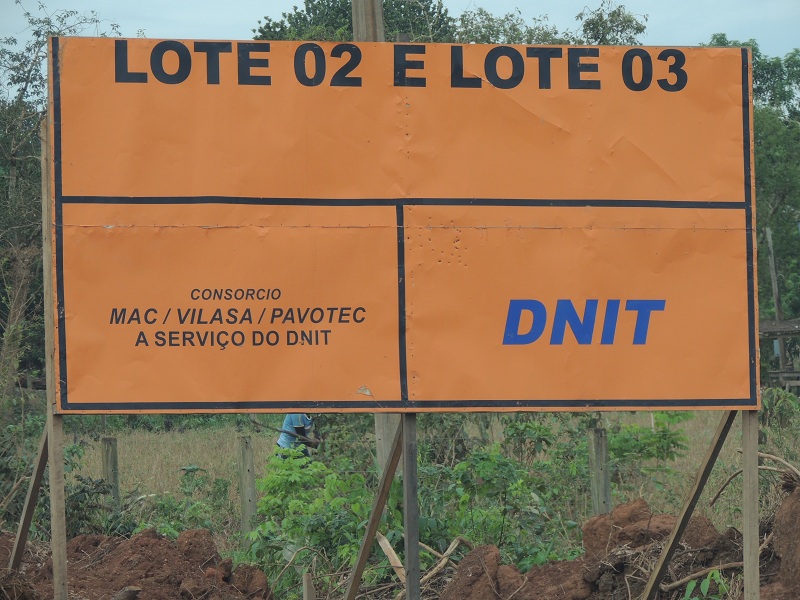 LOTE 02 E LOTE 03
CONSORCIO
MAC / VILASA / PAVOTEC
A SERVIÇO DO DNIT
DNIT